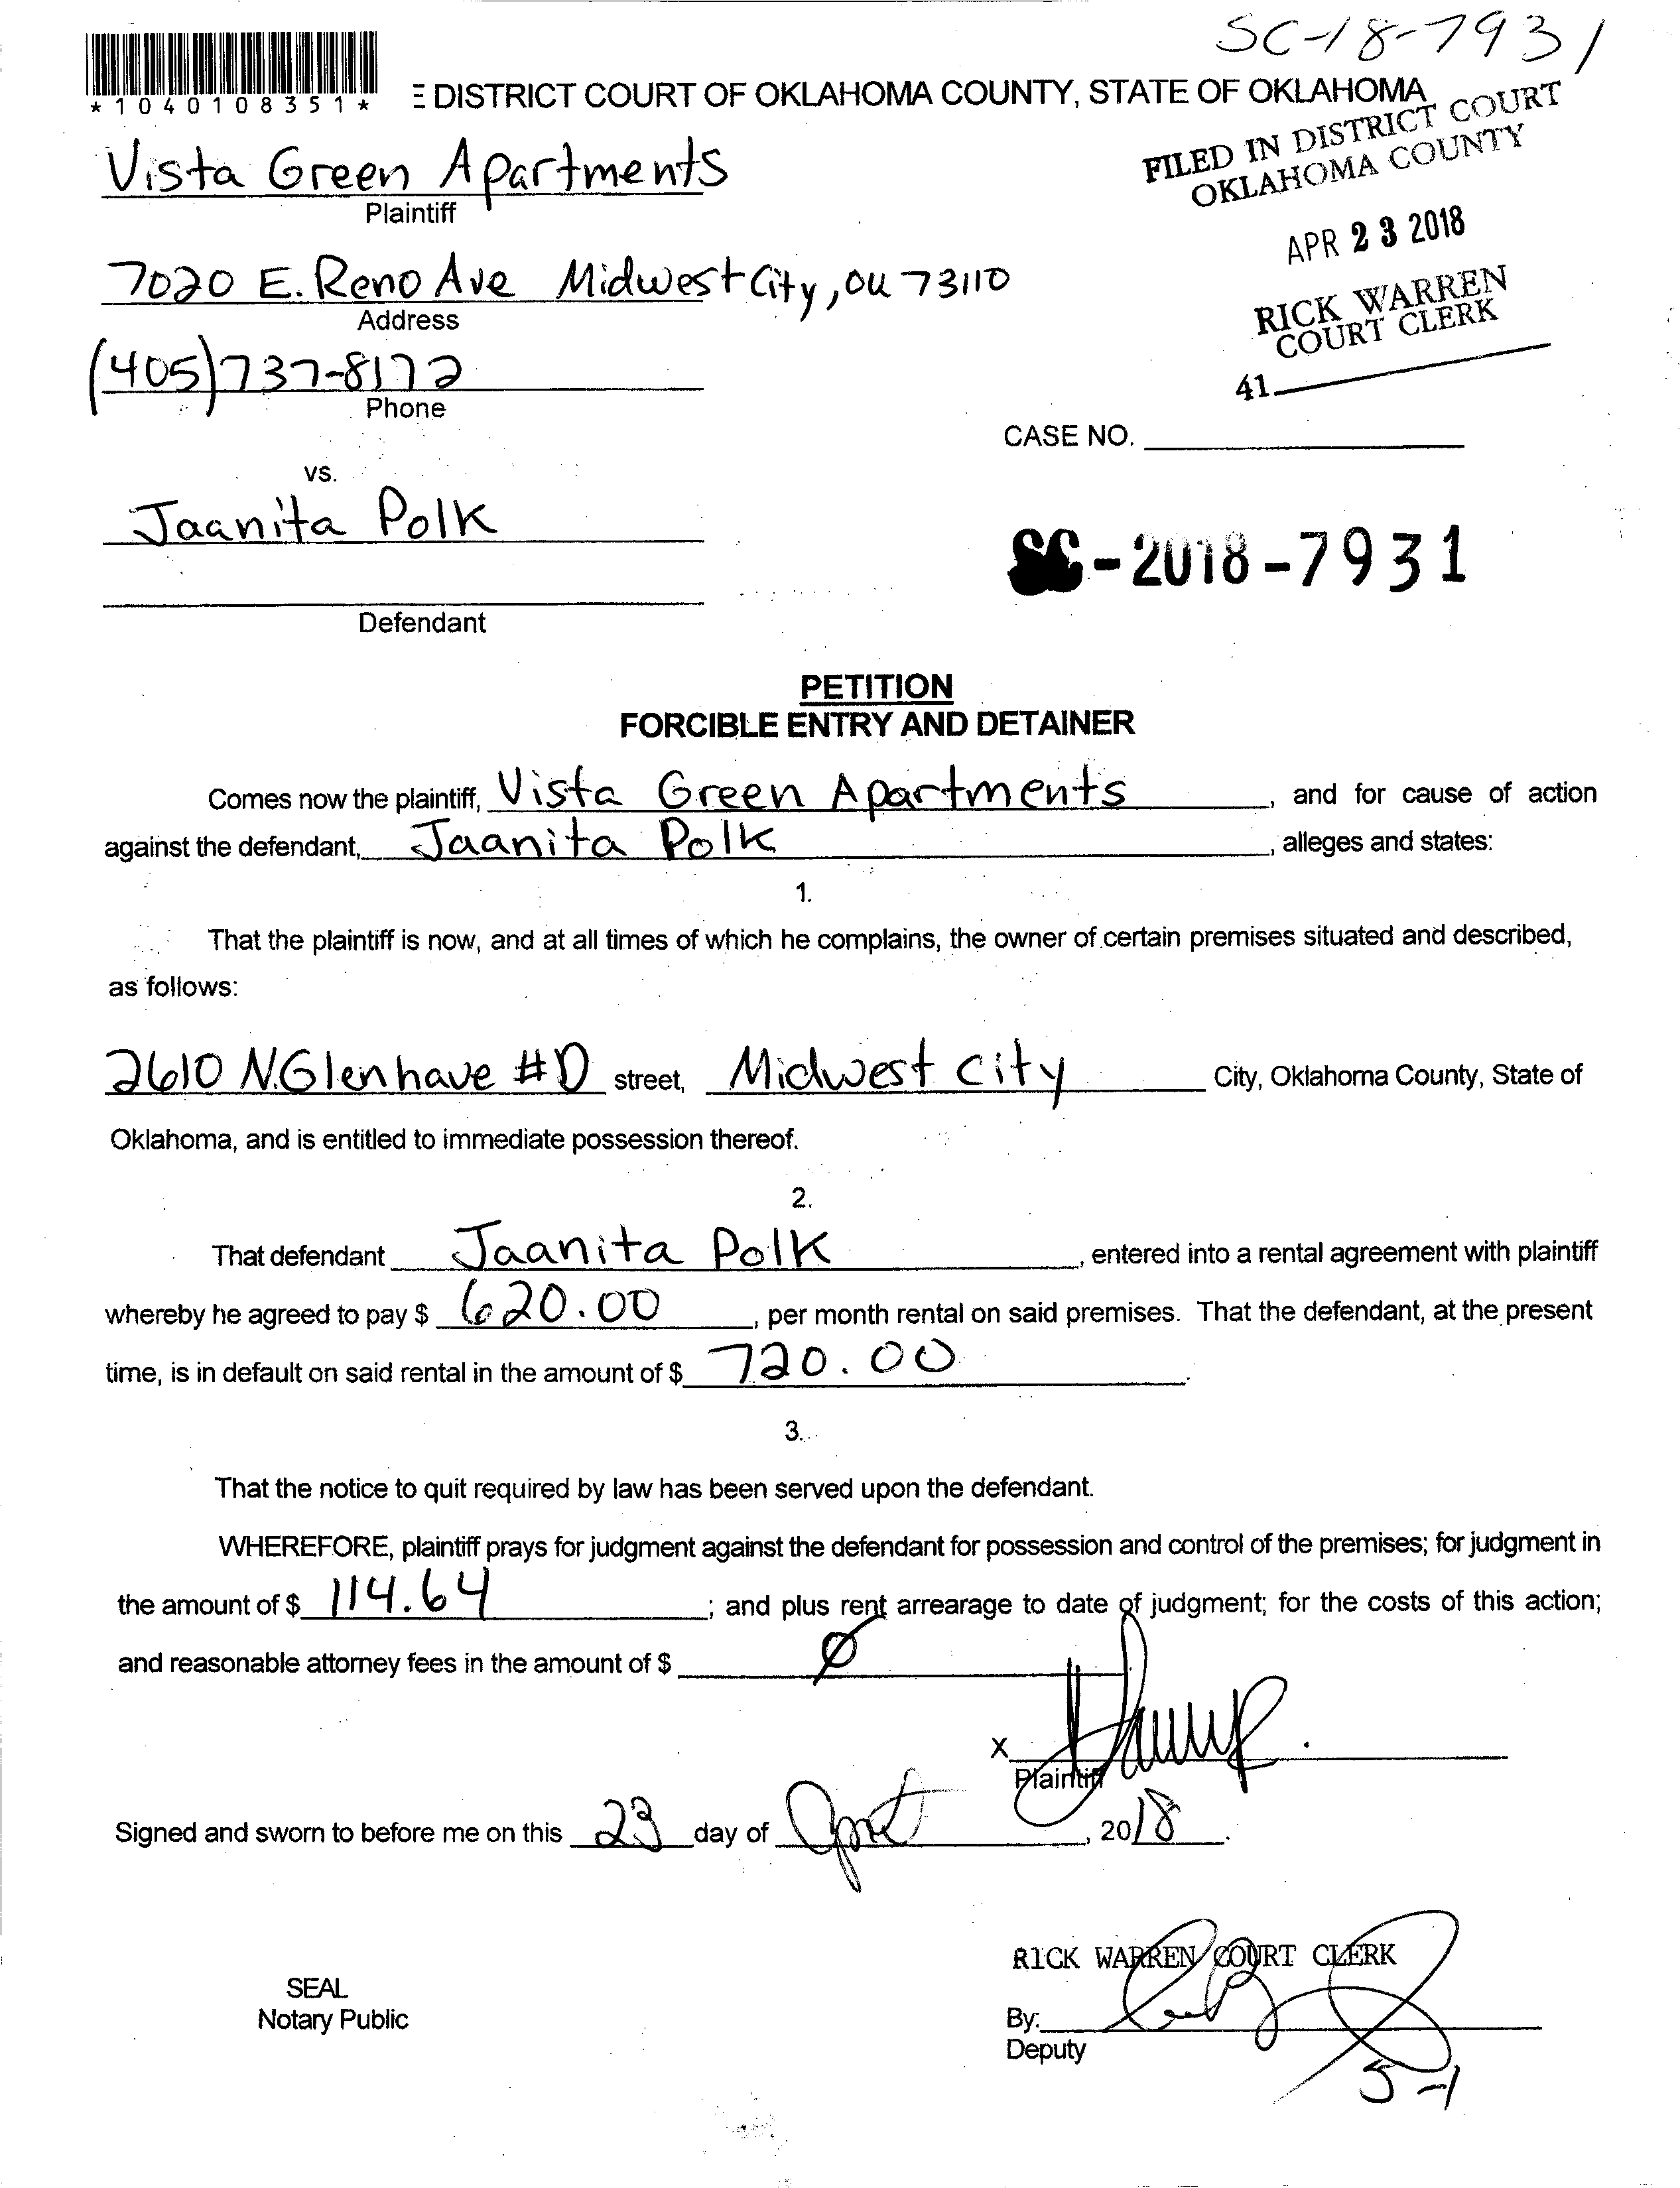 SC-18-7931
*1040108351*
E DISTRICT COURT OF OKLAHOMA COUNTY, STATE OF OKLAHOMA
FILED IN DISTRICT COURT
OKLAHOMA COUNTY
APR 23 2018
RICK WARREN
COURT CLERK
41
Vista Green Apartments
Plaintiff
7020 E. Reno Ave Midwest City, OK 73110
Address
(405)737-8172
Phone
CASE NO.
vs.
Jaanita Polk
SC-2018-7931
Defendant
PETITION
FORCIBLE ENTRY AND DETAINER
Comes now the plaintiff, Vista Green Apartments, and for cause of action
against the defendant, Jaanita Polk, alleges and states:
1.
That the plaintiff is now, and at all times of which he complains, the owner of certain premises situated and described,
as follows:
2610 N.Glenhave #D street, Midwest City City, Oklahoma County, State of
Oklahoma, and is entitled to immediate possession thereof.
2.
That defendant Jaanita Polk, entered into a rental agreement with plaintiff
whereby he agreed to pay $ 620.00, per month rental on said premises. That the defendant, at the present
time, is in default on said rental in the amount of $ 720.00.
3.
That the notice to quit required by law has been served upon the defendant.
WHEREFORE, plaintiff prays for judgment against the defendant for possession and control of the premises; for judgment in
the amount of $ 114.64; and plus rent arrearage to date of judgment; for the costs of this action;
and reasonable attorney fees in the amount of $ Ø
X
Plaintiff
Signed and sworn to before me on this 23 day of April, 2018.
RICK WARREN COURT CLERK
SEAL
Notary Public
By:
Deputy
5-1